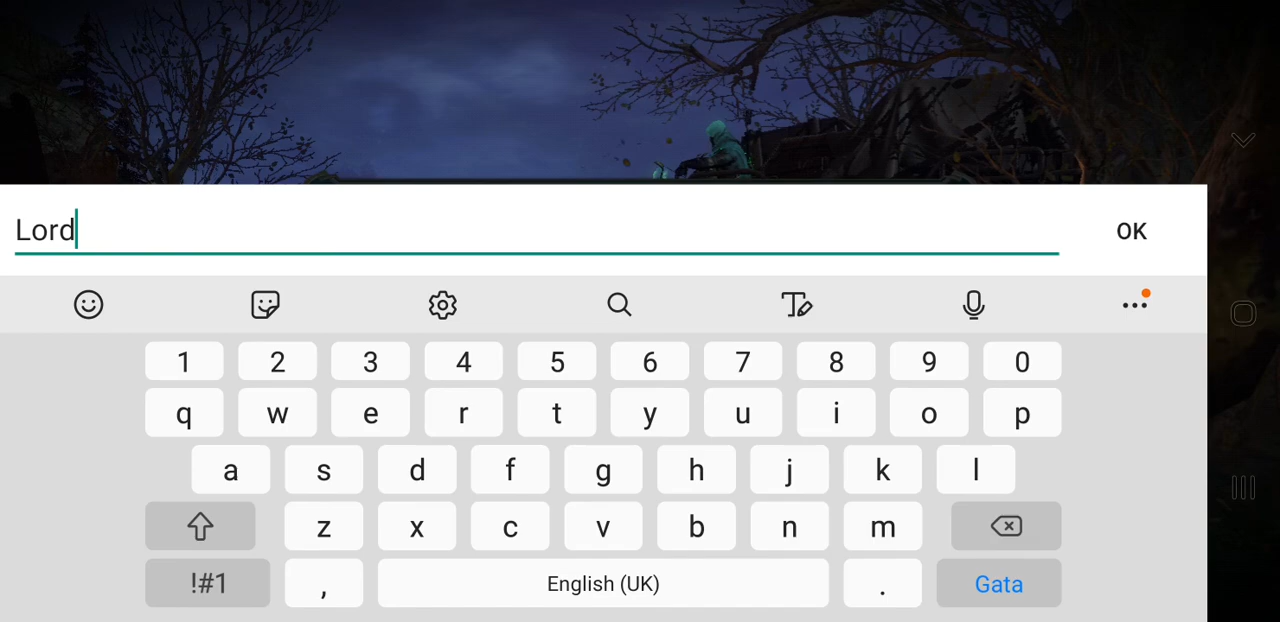 Lord
OK
1 2 3 4 5 6 7 8 9 0
q w e r t y u i o p
a s d f g h j k l
z x c v b n m
!#1 , English (UK) . Gata